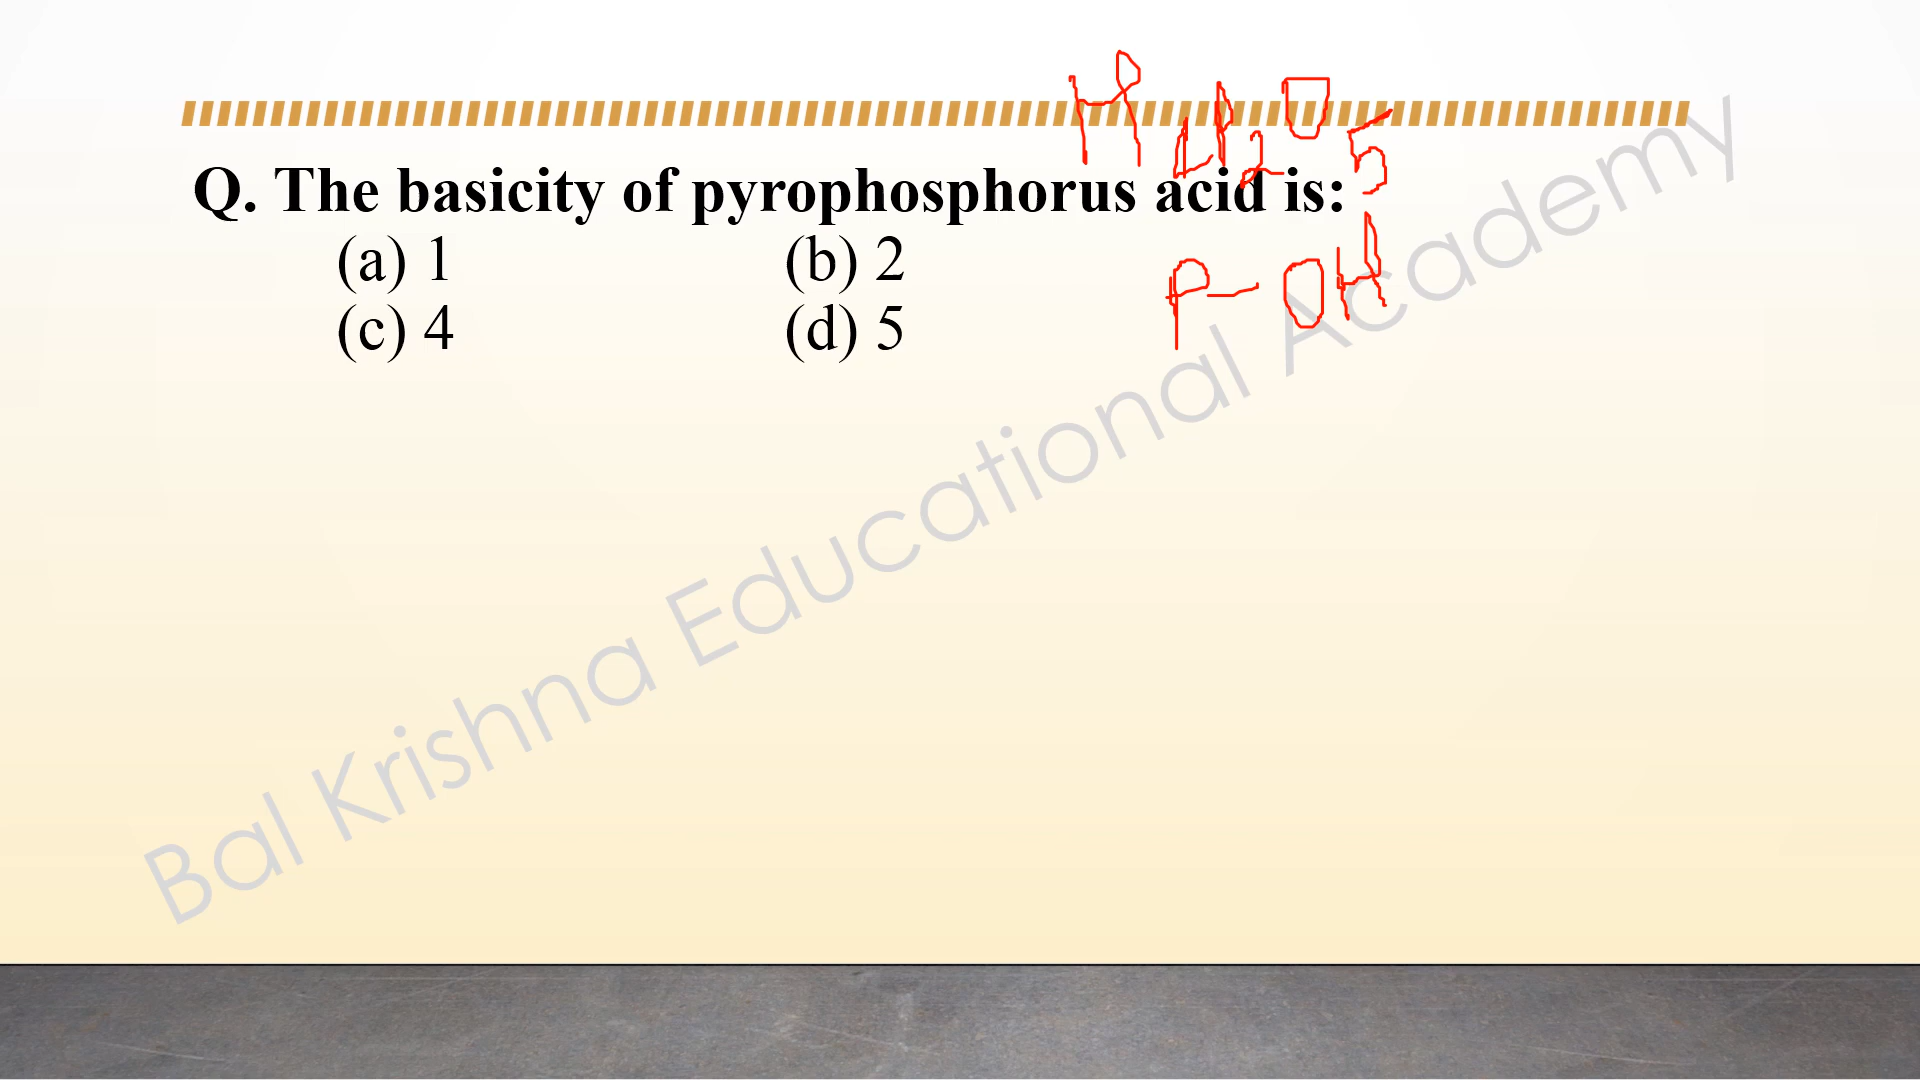 H4P2O5
Q. The basicity of pyrophosphorus acid is:
(a) 1 (b) 2
P-OH
(c) 4 (d) 5
Bal Krishna Educational Academy